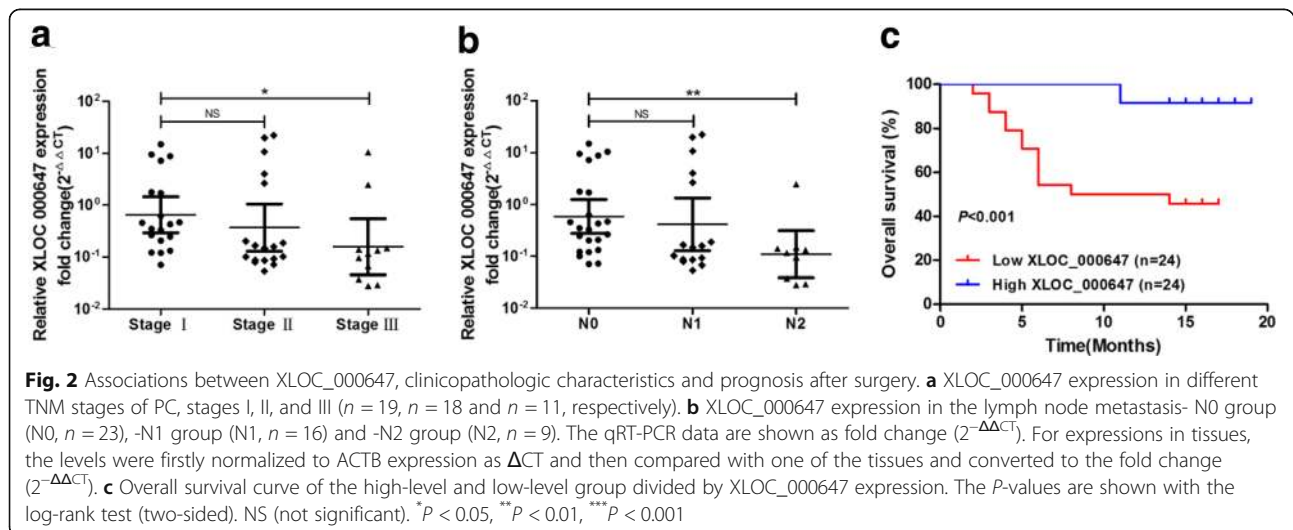 a
Relative XLOC 000647 expression
fold change(2^-ΔΔCT)
10^2
10^1
10^0
10^-1
10^-2
*
NS
Stage Ⅰ
Stage Ⅱ
Stage Ⅲ
b
Relative XLOC 000647 expression
fold change(2^-ΔΔCT)
10^2
10^1
10^0
10^-1
10^-2
**
NS
N0
N1
N2
c
Overall survival (%)
100
80
60
40
20
0
P<0.001
Low XLOC_000647 (n=24)
High XLOC_000647 (n=24)
0
5
10
15
20
Time(Months)
Fig. 2 Associations between XLOC_000647, clinicopathologic characteristics and prognosis after surgery. a XLOC_000647 expression in different
TNM stages of PC, stages I, II, and III (n = 19, n = 18 and n = 11, respectively). b XLOC_000647 expression in the lymph node metastasis- N0 group
(N0, n = 23), -N1 group (N1, n = 16) and -N2 group (N2, n = 9). The qRT-PCR data are shown as fold change (2^−ΔΔCT). For expressions in tissues,
the levels were firstly normalized to ACTB expression as ΔCT and then compared with one of the tissues and converted to the fold change
(2^−ΔΔCT). c Overall survival curve of the high-level and low-level group divided by XLOC_000647 expression. The P-values are shown with the
log-rank test (two-sided). NS (not significant). *P < 0.05, **P < 0.01, ***P < 0.001